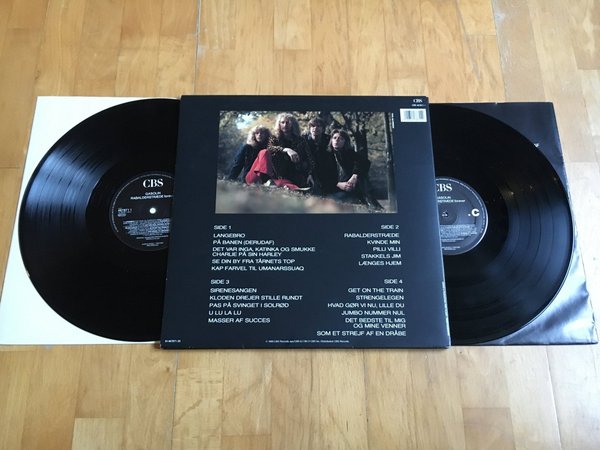 CBS
SIDE 1
LANGEBRO
PÅ BANEN (DERUDAF)
DET VAR INGA, KATINKA OG SMUKKE
CHARLIE PÅ SIN HARLEY
SE DIN BY FRA TÅRNETS TOP
KAP FARVEL TIL UMANARSSUAQ
SIDE 2
RABALDERSTRÆDE
KVINDE MIN
PILLI VILLI
STAKKELS JIM
LÆNGES HJEM
SIDE 3
SIRENESANGEN
KLODEN DREJER STILLE RUNDT
PAS PÅ SVINGET I SOLRØD
U LU LA LU
MASSER AF SUCCES
SIDE 4
GET ON THE TRAIN
STRENGELEGEN
HVAD GØR VI NU, LILLE DU
JUMBO NUMMER NUL
DET BEDSTE TIL MIG
OG MINE VENNER
SOM ET STREJF AF EN DRÅBE
CBS
GASOLIN
RABALDERSTRÆDE
CBS
GASOLIN
RABALDERSTRÆDE forever